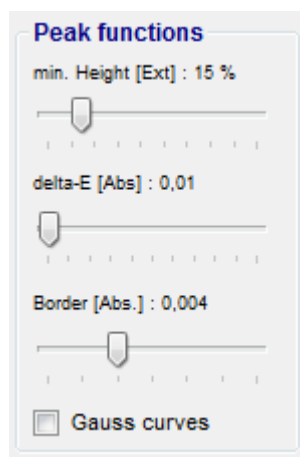 Peak functions
min. Height [Ext] : 15 %
delta-E [Abs] : 0,01
Border [Abs.] : 0,004
Gauss curves